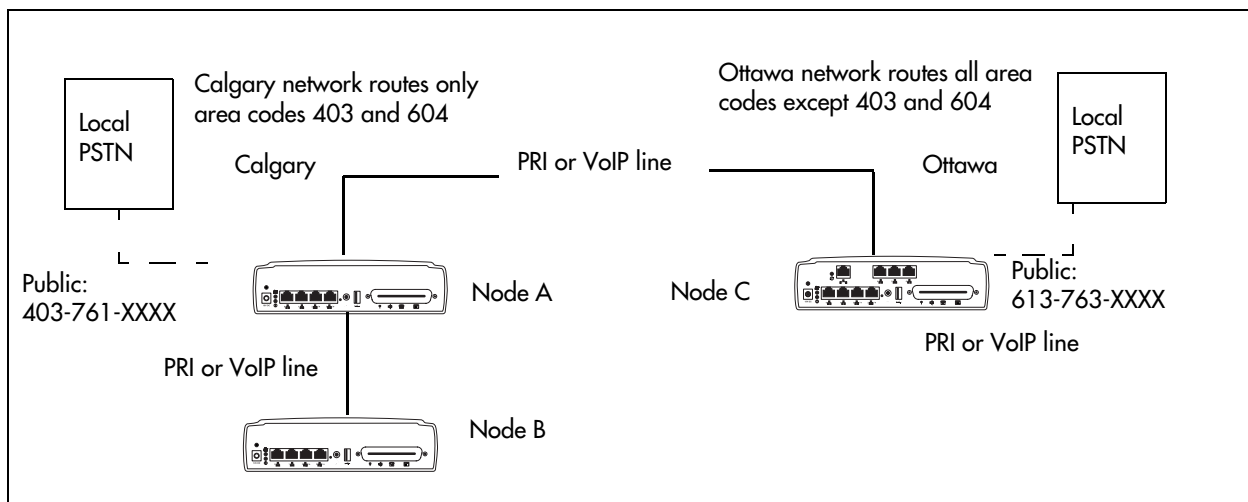 Calgary network routes only
area codes 403 and 604
Ottawa network routes all area
codes except 403 and 604
Local
PSTN
Local
PSTN
Calgary
PRI or VoIP line
Ottawa
Public:
403-761-XXXX
Node A
Node C
Public:
613-763-XXXX
PRI or VoIP line
PRI or VoIP line
Node B